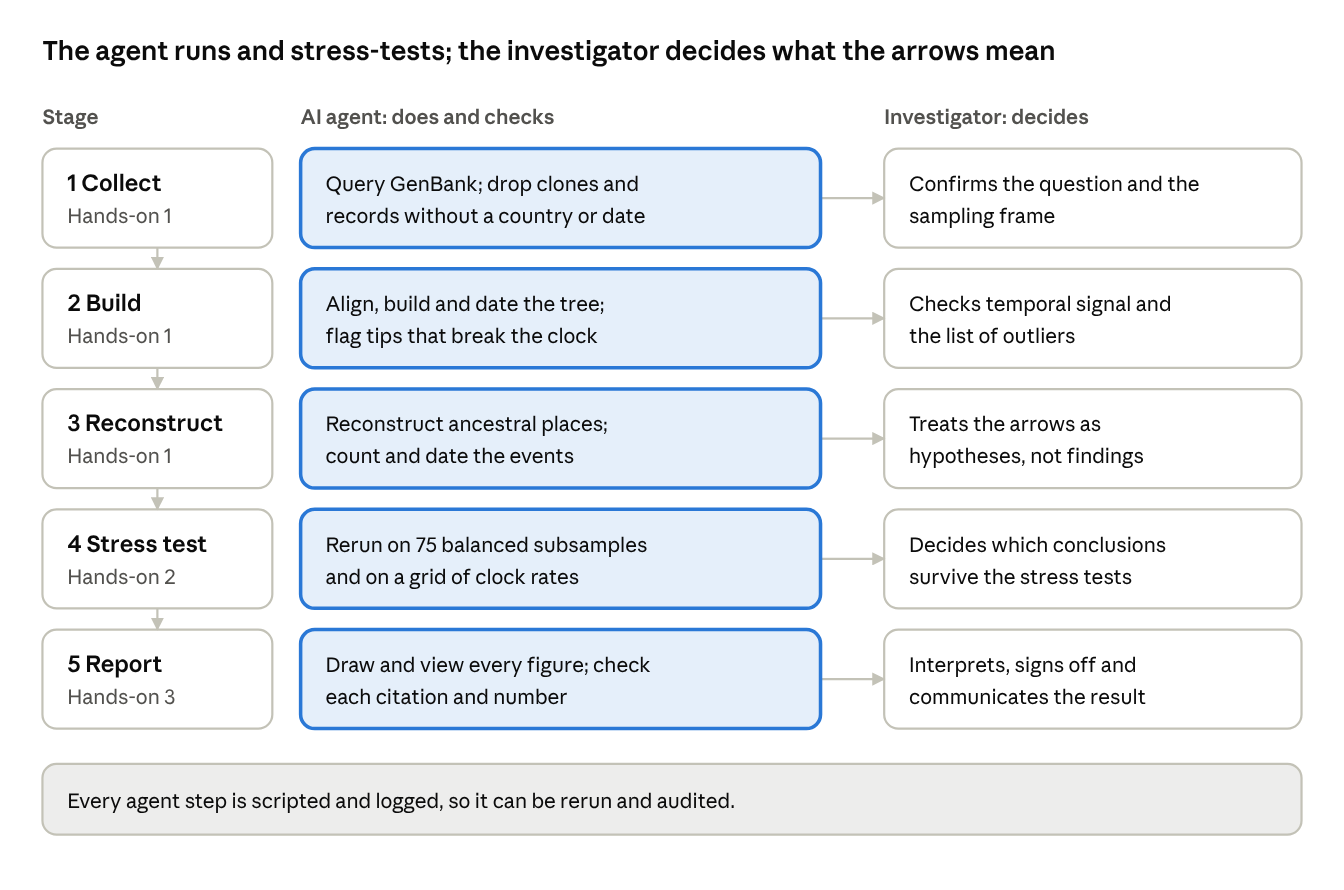 The agent runs and stress-tests; the investigator decides what the arrows mean
Stage
AI agent: does and checks
Investigator: decides
1 Collect
Hands-on 1
Query GenBank; drop clones and
records without a country or date
Confirms the question and the
sampling frame
2 Build
Hands-on 1
Align, build and date the tree;
flag tips that break the clock
Checks temporal signal and
the list of outliers
3 Reconstruct
Hands-on 1
Reconstruct ancestral places;
count and date the events
Treats the arrows as
hypotheses, not findings
4 Stress test
Hands-on 2
Rerun on 75 balanced subsamples
and on a grid of clock rates
Decides which conclusions
survive the stress tests
5 Report
Hands-on 3
Draw and view every figure; check
each citation and number
Interprets, signs off and
communicates the result
Every agent step is scripted and logged, so it can be rerun and audited.